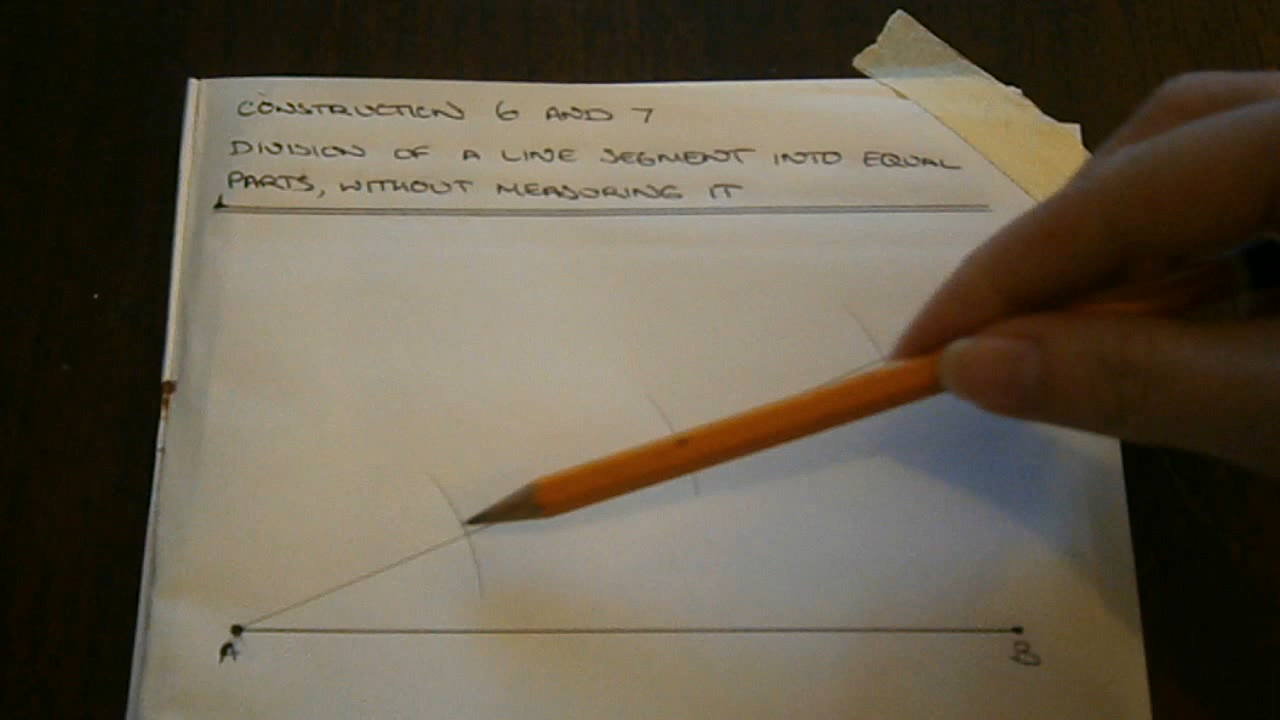 CONSTRUCTION 6 AND 7
DIVISION OF A LINE SEGMENT INTO EQUAL
PARTS, WITHOUT MEASURING IT
A B